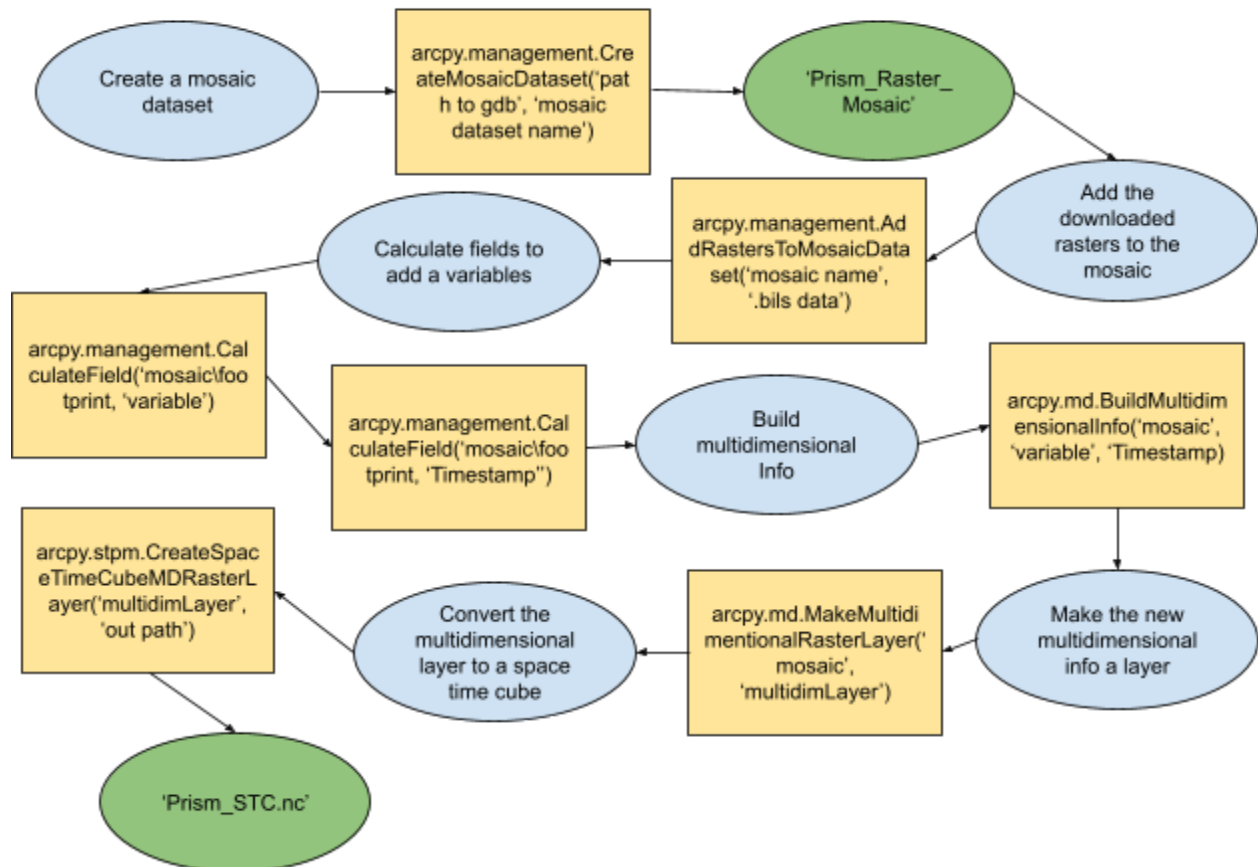 Create a mosaic
dataset
arcpy.management.Cre
ateMosaicDataset(‘pat
h to gdb’, ‘mosaic
dataset name’)
‘Prism_Raster_
Mosaic’
Add the
downloaded
rasters to the
mosaic
arcpy.management.Ad
dRastersToMosaicData
set(‘mosaic name’,
‘.bils data’)
Calculate fields to
add a variables
arcpy.management.Cal
culateField(‘mosaic\foo
tprint, ‘variable’)
arcpy.management.Cal
culateField(‘mosaic\foo
tprint, ‘Timestamp”)
Build
multidimensional
Info
arcpy.md.BuildMultidim
ensionalInfo(‘mosaic’,
‘variable’, ‘Timestamp)
Make the new
multidimensional
info a layer
arcpy.md.MakeMultidi
mentionalRasterLayer(‘
mosaic’,
‘multidimLayer’)
Convert the
multidimensional
layer to a space
time cube
arcpy.stpm.CreateSpac
eTimeCubeMDRasterL
ayer(‘multidimLayer’,
‘out path’)
‘Prism_STC.nc’